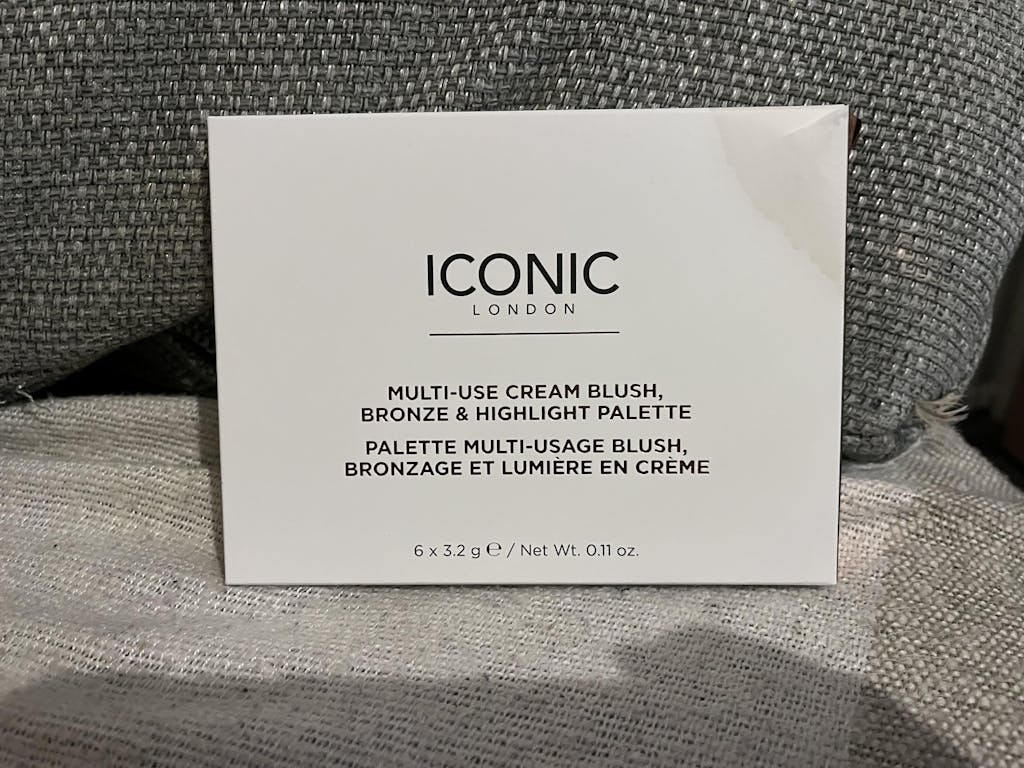 ICONIC
LONDON
MULTI-USE CREAM BLUSH,
BRONZE & HIGHLIGHT PALETTE
PALETTE MULTI-USAGE BLUSH,
BRONZAGE ET LUMIÈRE EN CRÈME
6 x 3.2 g ℮ / Net Wt. 0.11 oz.